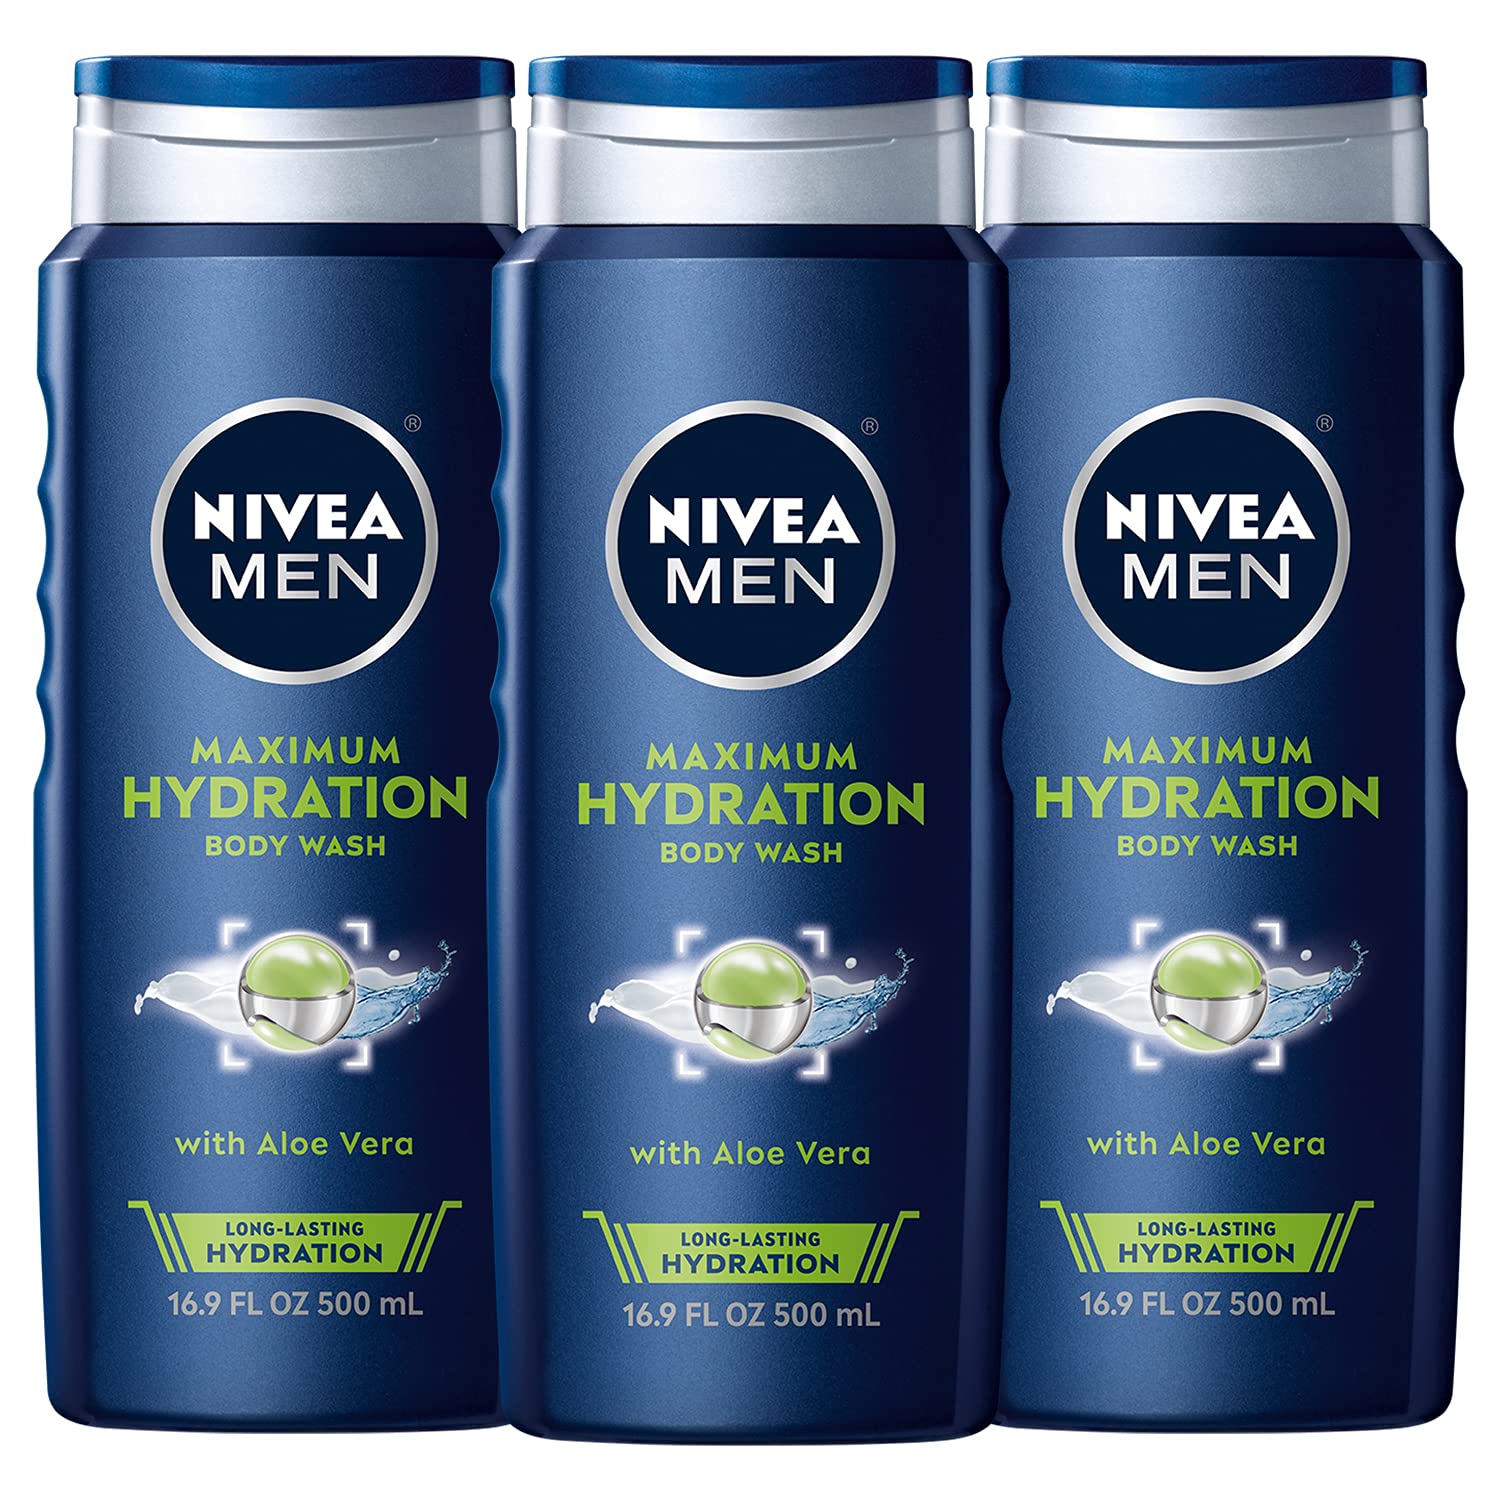 ®
NIVEA
MEN
MAXIMUM
HYDRATION
BODY WASH
with Aloe Vera
LONG-LASTING
HYDRATION
16.9 FL OZ 500 mL
®
NIVEA
MEN
MAXIMUM
HYDRATION
BODY WASH
with Aloe Vera
LONG-LASTING
HYDRATION
16.9 FL OZ 500 mL
®
NIVEA
MEN
MAXIMUM
HYDRATION
BODY WASH
with Aloe Vera
LONG-LASTING
HYDRATION
16.9 FL OZ 500 mL